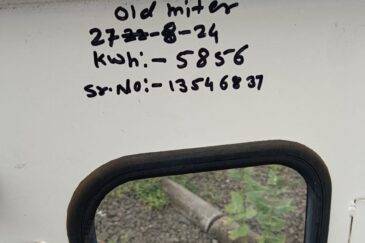 old miter
27-8-24
KWh:- 5856
Sr.No:- 13546837